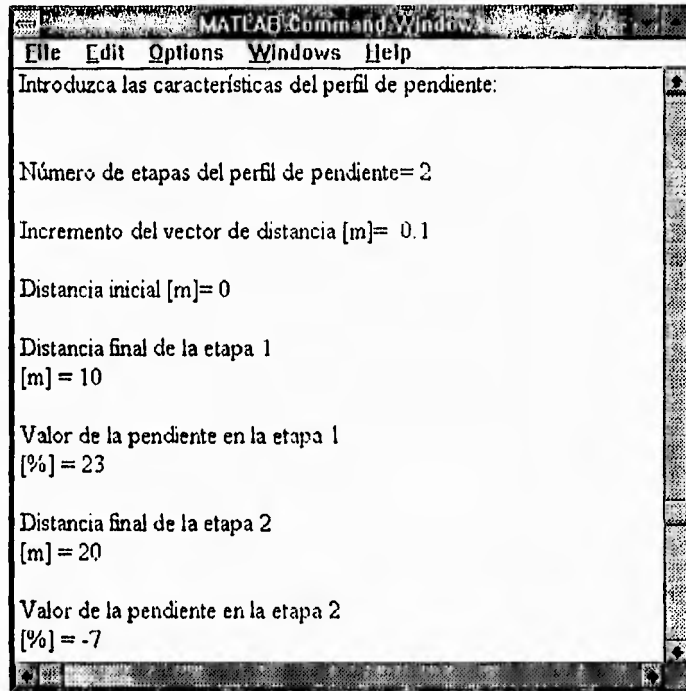 MATLAB Command Window
File Edit Options Windows Help
Introduzca las características del perfil de pendiente:
Número de etapas del perfil de pendiente= 2
Incremento del vector de distancia [m]= 0.1
Distancia inicial [m]= 0
Distancia final de la etapa 1
[m] = 10
Valor de la pendiente en la etapa 1
[%] = 23
Distancia final de la etapa 2
[m] = 20
Valor de la pendiente en la etapa 2
[%] = -7